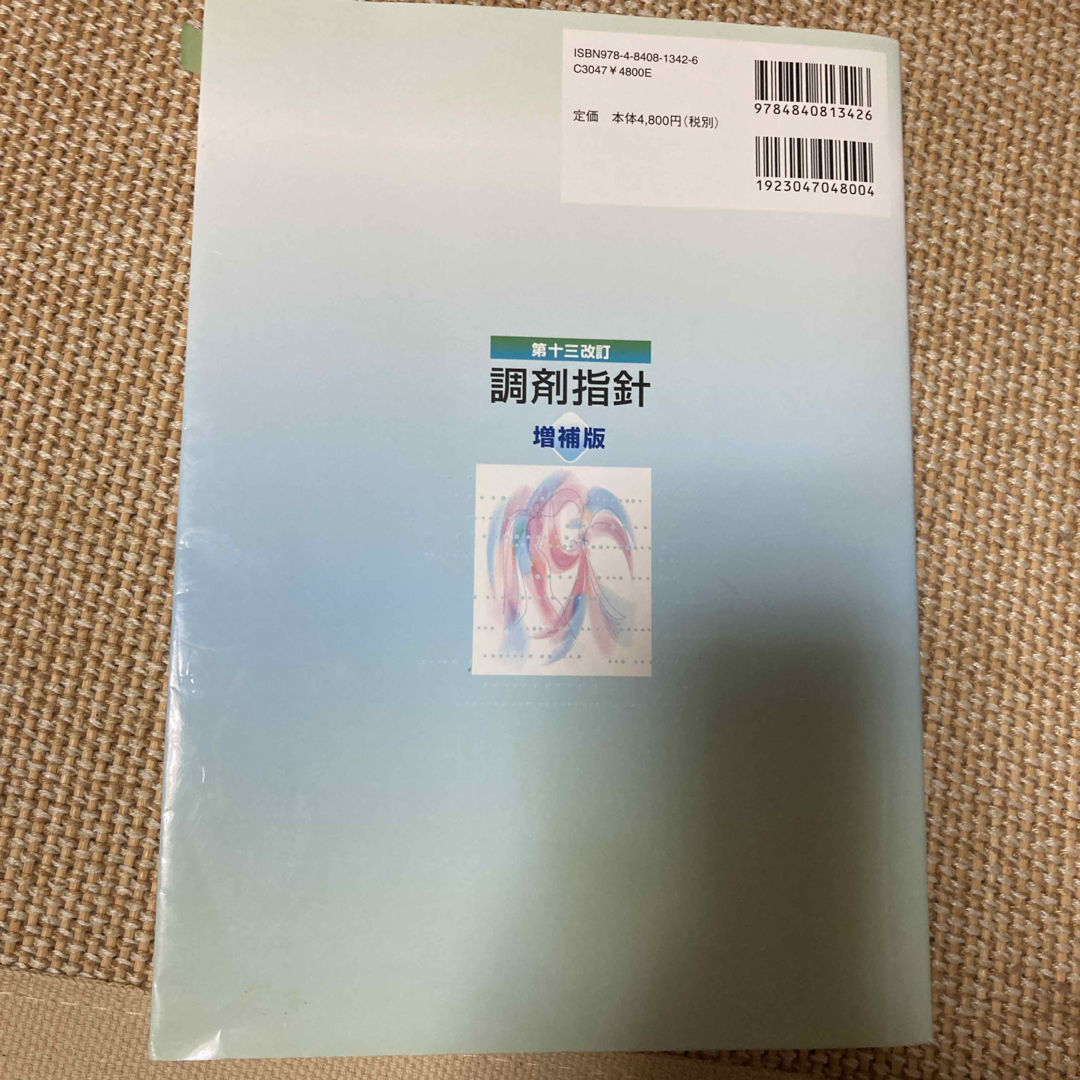 ISBN978-4-8408-1342-6
C3047￥4800E
定価　本体4,800円（税別）
9784840813426
1923047048004
第十三改訂
調剤指針
増補版